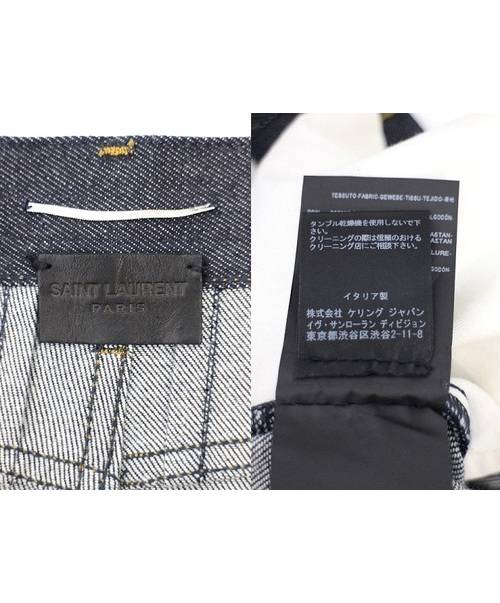 SAINT LAURENT
PARIS
TESSUTO-FABRIC-GEWEBE-TISSU-TEJIDO-
タンブル乾燥機を使用しないで下
さい。
クリーニングの際は信頼のおける
クリーニング店にご相談下さい。
イタリア製
株式会社 ケリング ジャパン
イヴ・サンローラン ディビジョン
東京都渋谷区渋谷2-11-8